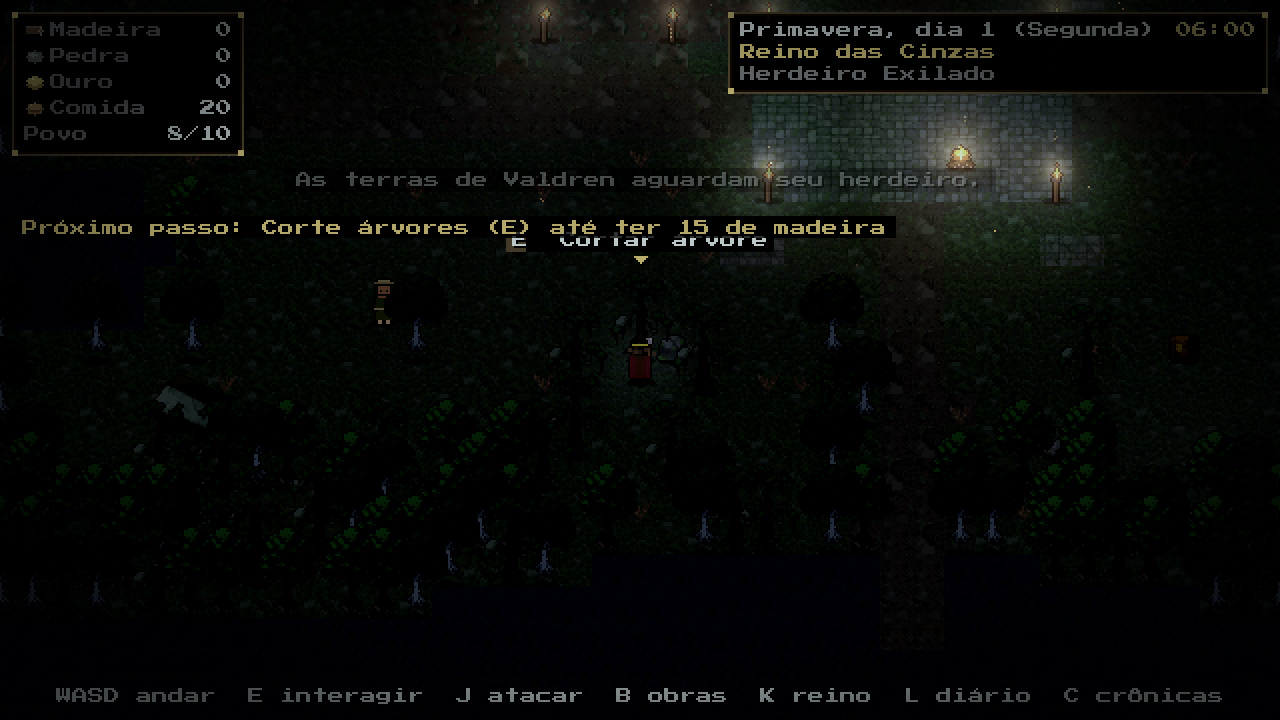 Madeira 0
Pedra 0
Ouro 0
Comida 20
Povo 8/10
Primavera, dia 1 (Segunda) 06:00
Reino das Cinzas
Herdeiro Exilado
As terras de Valdren aguardam seu herdeiro.
Próximo passo: Corte árvores (E) até ter 15 de madeira
E Cortar árvore
WASD andar E interagir J atacar B obras K reino L diário C crônicas